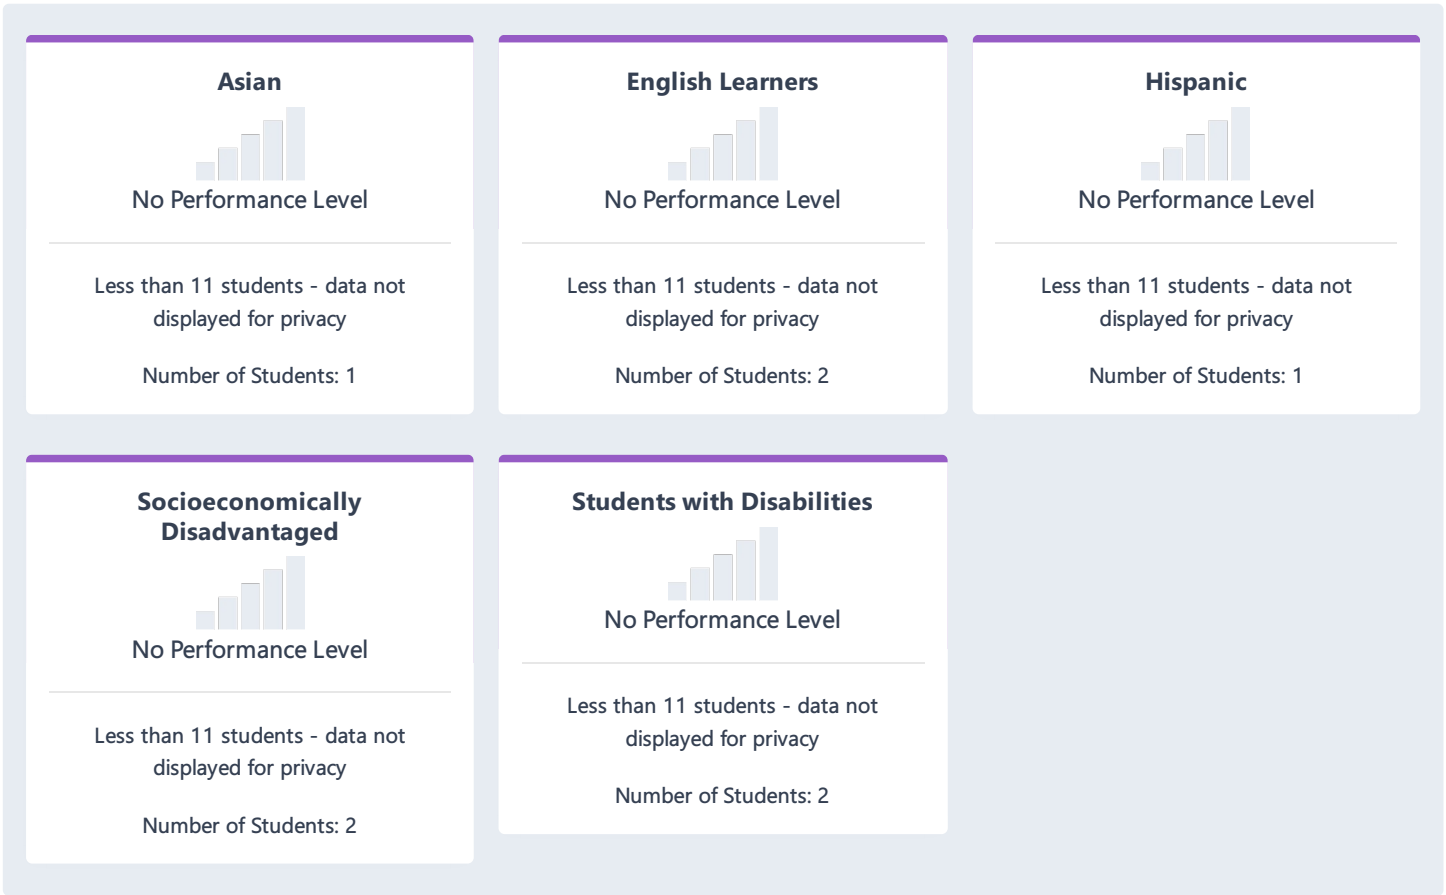 Asian
No Performance Level
Less than 11 students - data not
displayed for privacy
Number of Students: 1
English Learners
No Performance Level
Less than 11 students - data not
displayed for privacy
Number of Students: 2
Hispanic
No Performance Level
Less than 11 students - data not
displayed for privacy
Number of Students: 1
Socioeconomically
Disadvantaged
No Performance Level
Less than 11 students - data not
displayed for privacy
Number of Students: 2
Students with Disabilities
No Performance Level
Less than 11 students - data not
displayed for privacy
Number of Students: 2